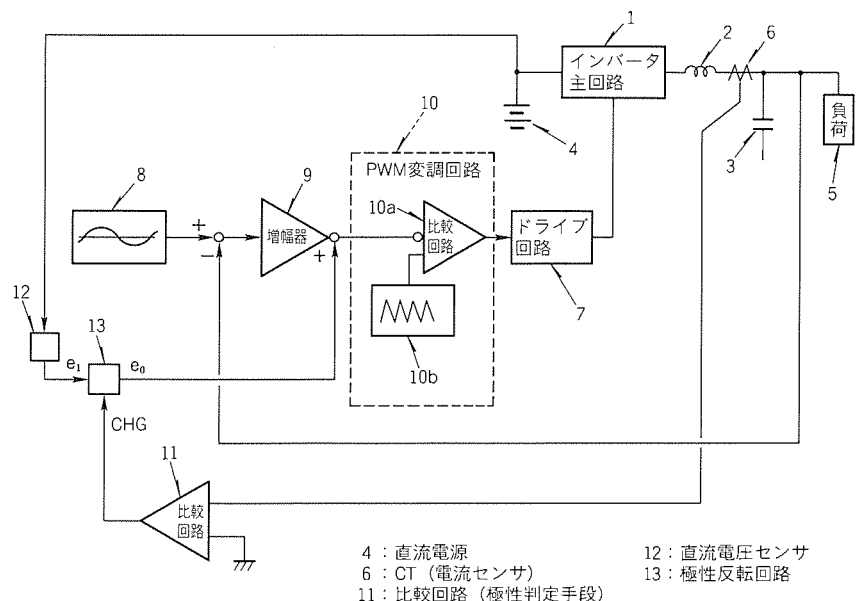 1
2
6
インバータ
主回路
負荷
10
4
3
5
PWM変調回路
8
9
10a
増幅器
比較
回路
ドライブ
回路
+
−
+
7
12
13
10b
e1
e0
CHG
11
比較
回路
4：直流電源
6：CT（電流センサ）
11：比較回路（極性判定手段）
12：直流電圧センサ
13：極性反転回路